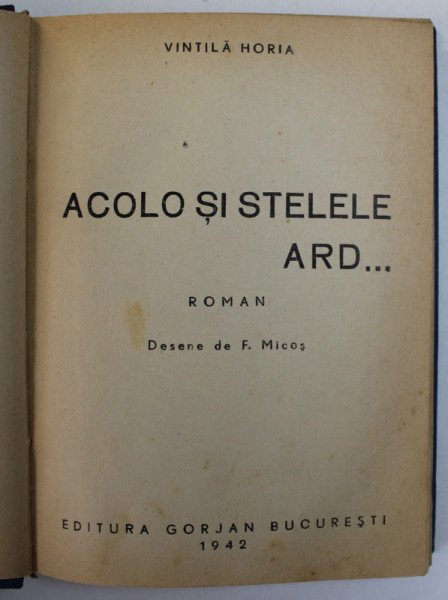 VINTILĂ HORIA
ACOLO ȘI STELELE
ARD...
ROMAN
Desene de F. Micoș
EDITURA GORJAN BUCUREȘTI
1942